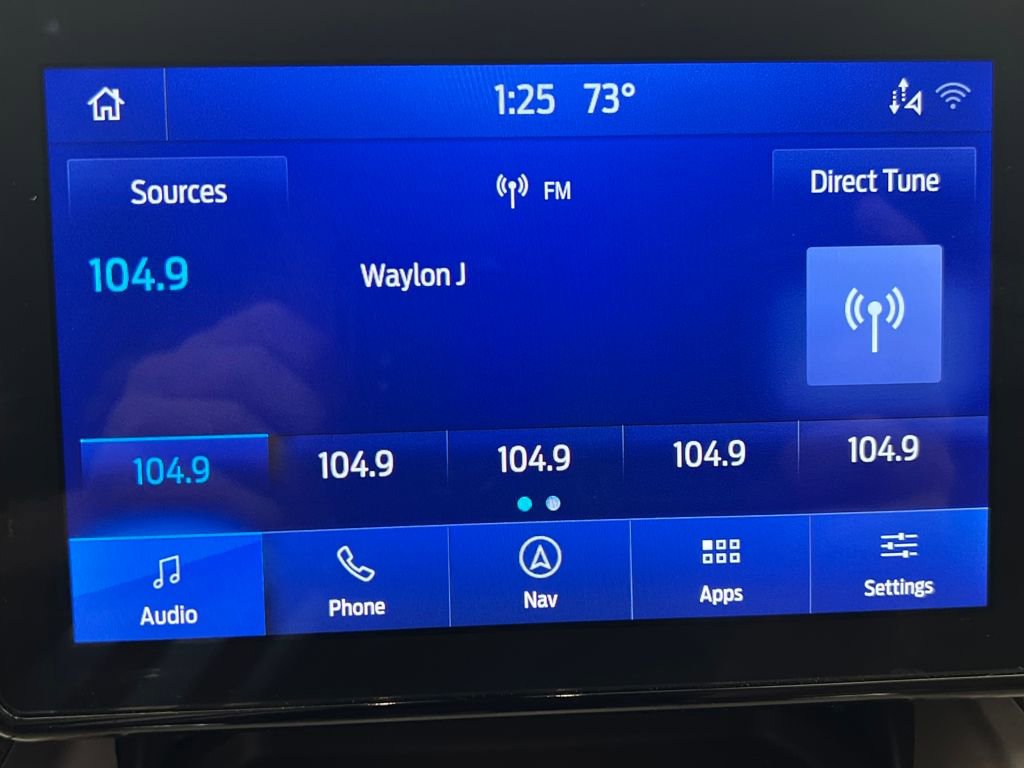 1:25 73°
Sources FM Direct Tune
104.9 Waylon J
104.9 104.9 104.9 104.9 104.9
Audio Phone Nav Apps Settings